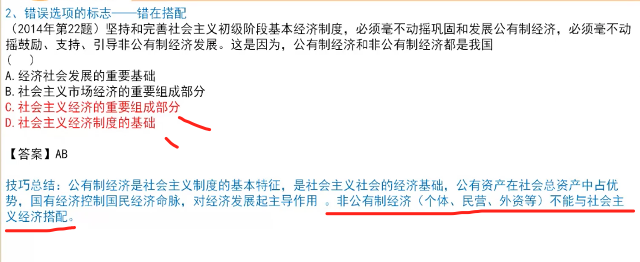 2、错误选项的标志——错在搭配
（2014年第22题）坚持和完善社会主义初级阶段基本经济制度，必须毫不动摇巩固和发展公有制经济，必须毫不动
摇鼓励、支持、引导非公有制经济发展。这是因为，公有制经济和非公有制经济都是我国
（　）
A.经济社会发展的重要基础
B.社会主义市场经济的重要组成部分
C.社会主义经济的重要组成部分
D.社会主义经济制度的基础
【答案】AB
技巧总结：公有制经济是社会主义制度的基本特征，是社会主义社会的经济基础，公有资产在社会总资产中占优
势，国有经济控制国民经济命脉，对经济发展起主导作用 。非公有制经济（个体、民营、外资等）不能与社会主
义经济搭配。